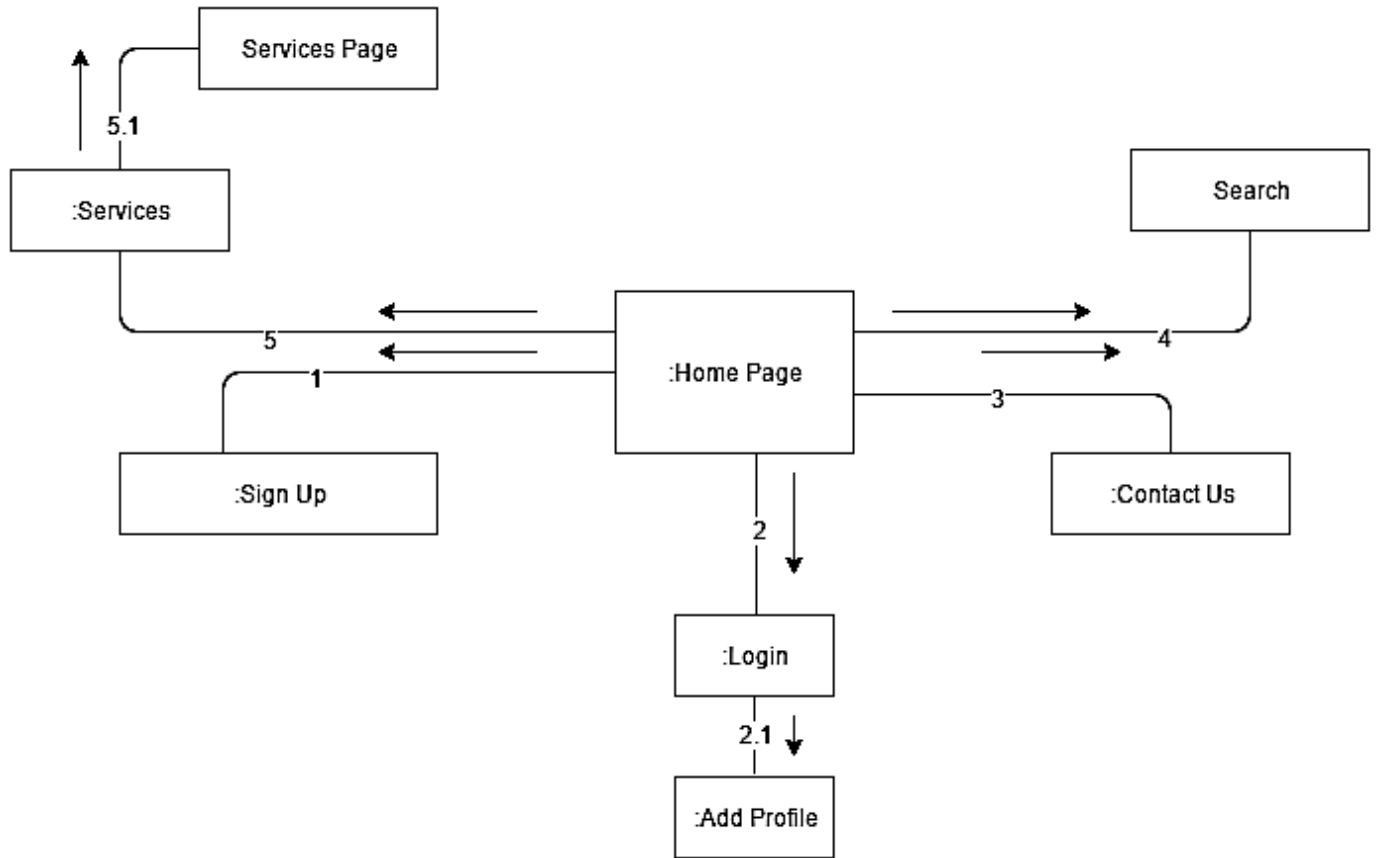 Services Page
5.1
:Services
Search
5
4
1
:Home Page
3
:Sign Up
:Contact Us
2
:Login
2.1
:Add Profile